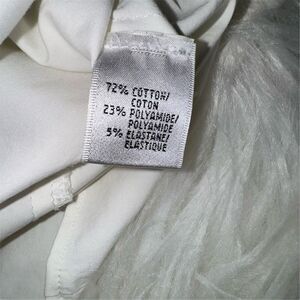 72% COTTON/
COTON
23% POLYAMIDE/
POLYAMIDE
5% ELASTANE/
ELASTIQUE